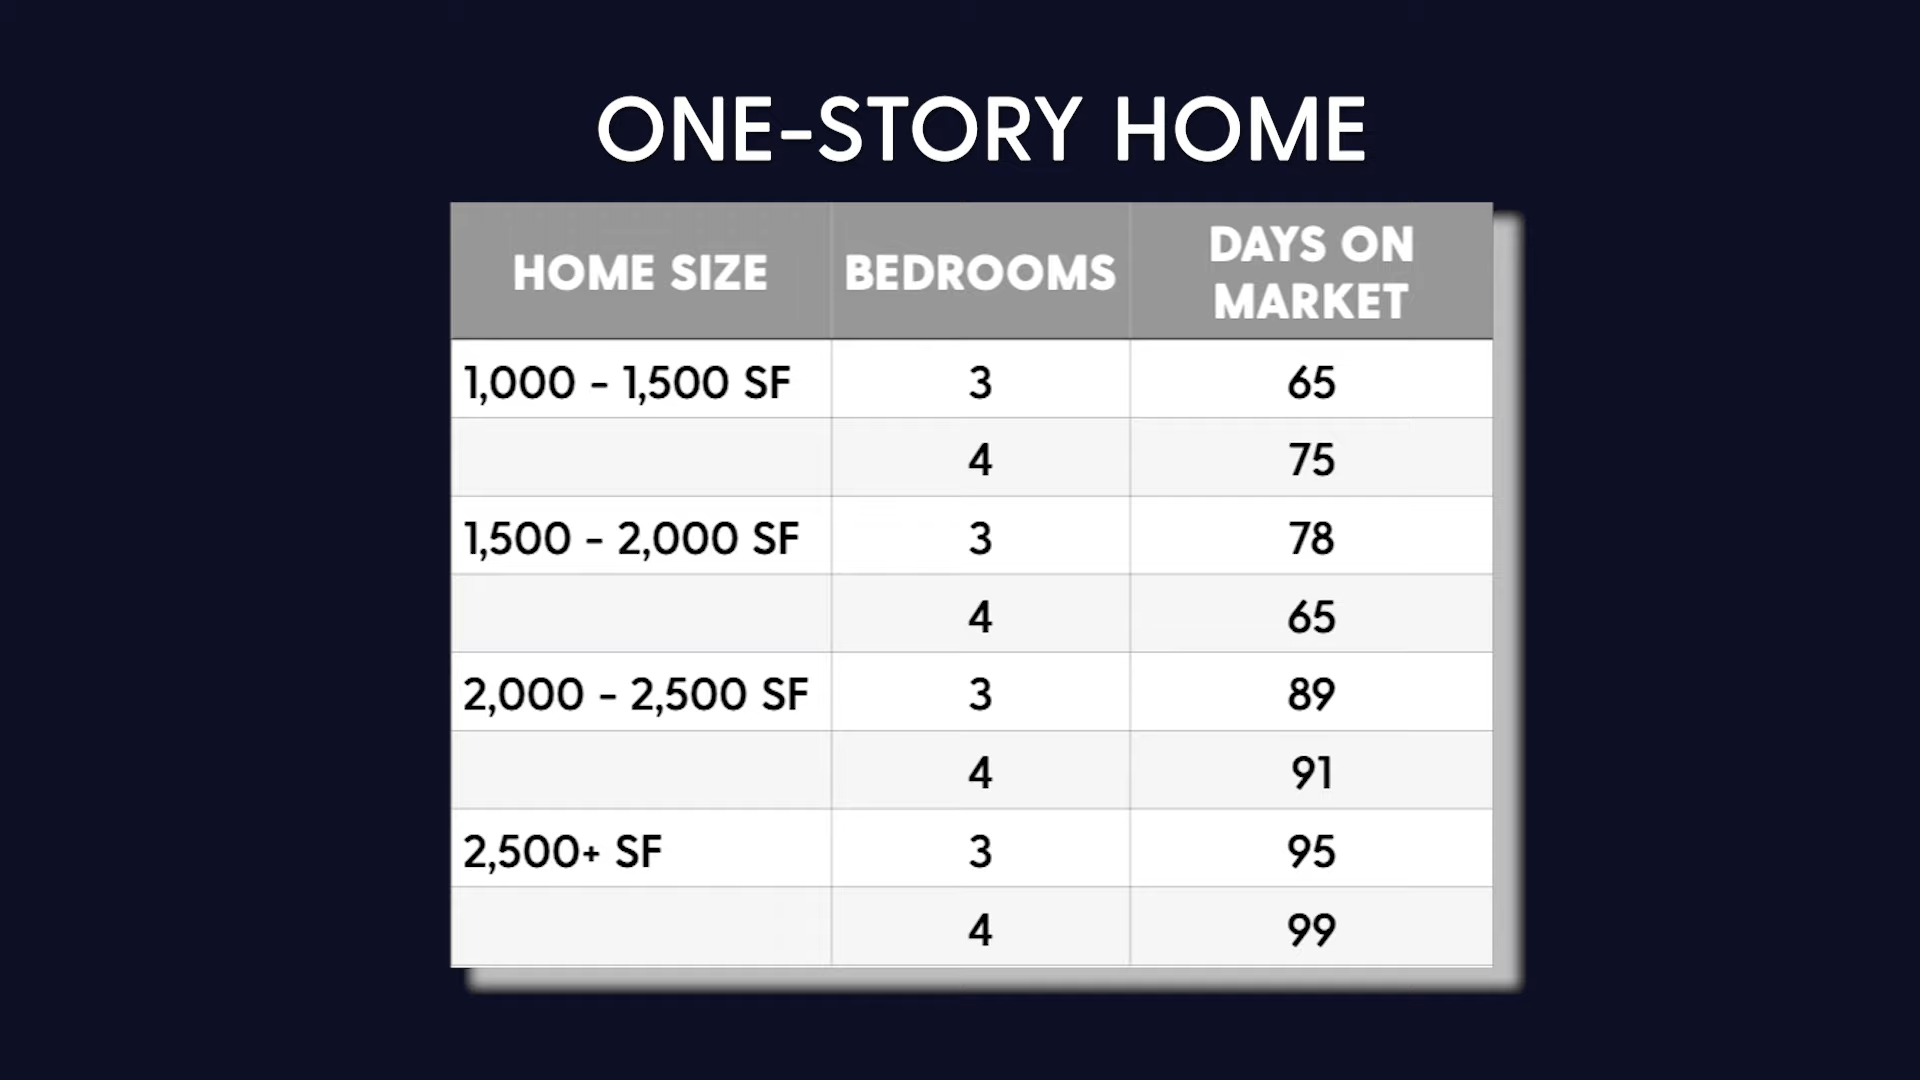 ONE-STORY HOME
HOME SIZE BEDROOMS DAYS ON MARKET
1,000 - 1,500 SF 3 65
4 75
1,500 - 2,000 SF 3 78
4 65
2,000 - 2,500 SF 3 89
4 91
2,500+ SF 3 95
4 99